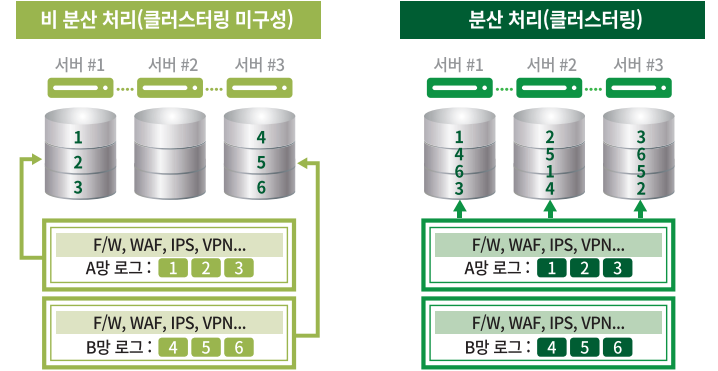 비 분산 처리(클러스터링 미구성)
서버 #1 서버 #2 서버 #3
1 4
2 5
3 6
F/W, WAF, IPS, VPN...
A망 로그 : 1 2 3
F/W, WAF, IPS, VPN...
B망 로그 : 4 5 6
분산 처리(클러스터링)
서버 #1 서버 #2 서버 #3
1 2 3
4 5 6
6 1 5
3 4 2
F/W, WAF, IPS, VPN...
A망 로그 : 1 2 3
F/W, WAF, IPS, VPN...
B망 로그 : 4 5 6